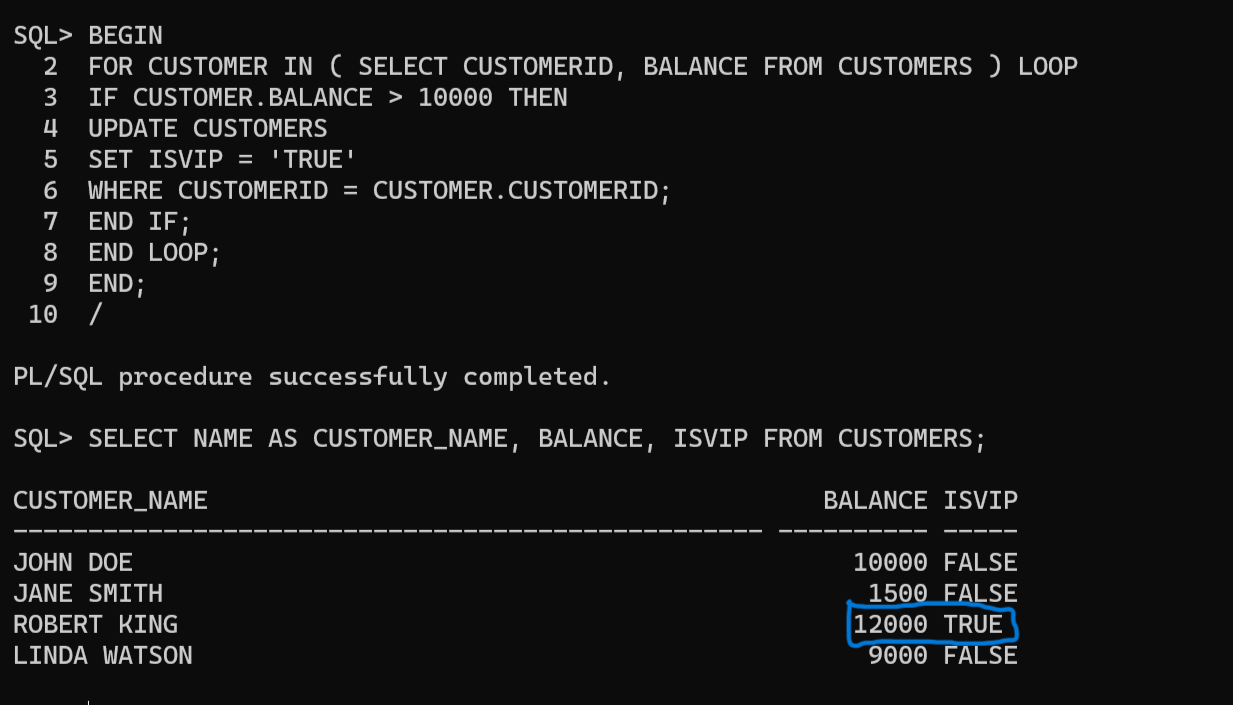 SQL> BEGIN
  2  FOR CUSTOMER IN ( SELECT CUSTOMERID, BALANCE FROM CUSTOMERS ) LOOP
  3  IF CUSTOMER.BALANCE > 10000 THEN
  4  UPDATE CUSTOMERS
  5  SET ISVIP = 'TRUE'
  6  WHERE CUSTOMERID = CUSTOMER.CUSTOMERID;
  7  END IF;
  8  END LOOP;
  9  END;
 10  /
PL/SQL procedure successfully completed.
SQL> SELECT NAME AS CUSTOMER_NAME, BALANCE, ISVIP FROM CUSTOMERS;
CUSTOMER_NAME                                         BALANCE ISVIP
-------------------------------------------------- ---------- -----
JOHN DOE                                                10000 FALSE
JANE SMITH                                               1500 FALSE
ROBERT KING                                             12000 TRUE
LINDA WATSON                                             9000 FALSE